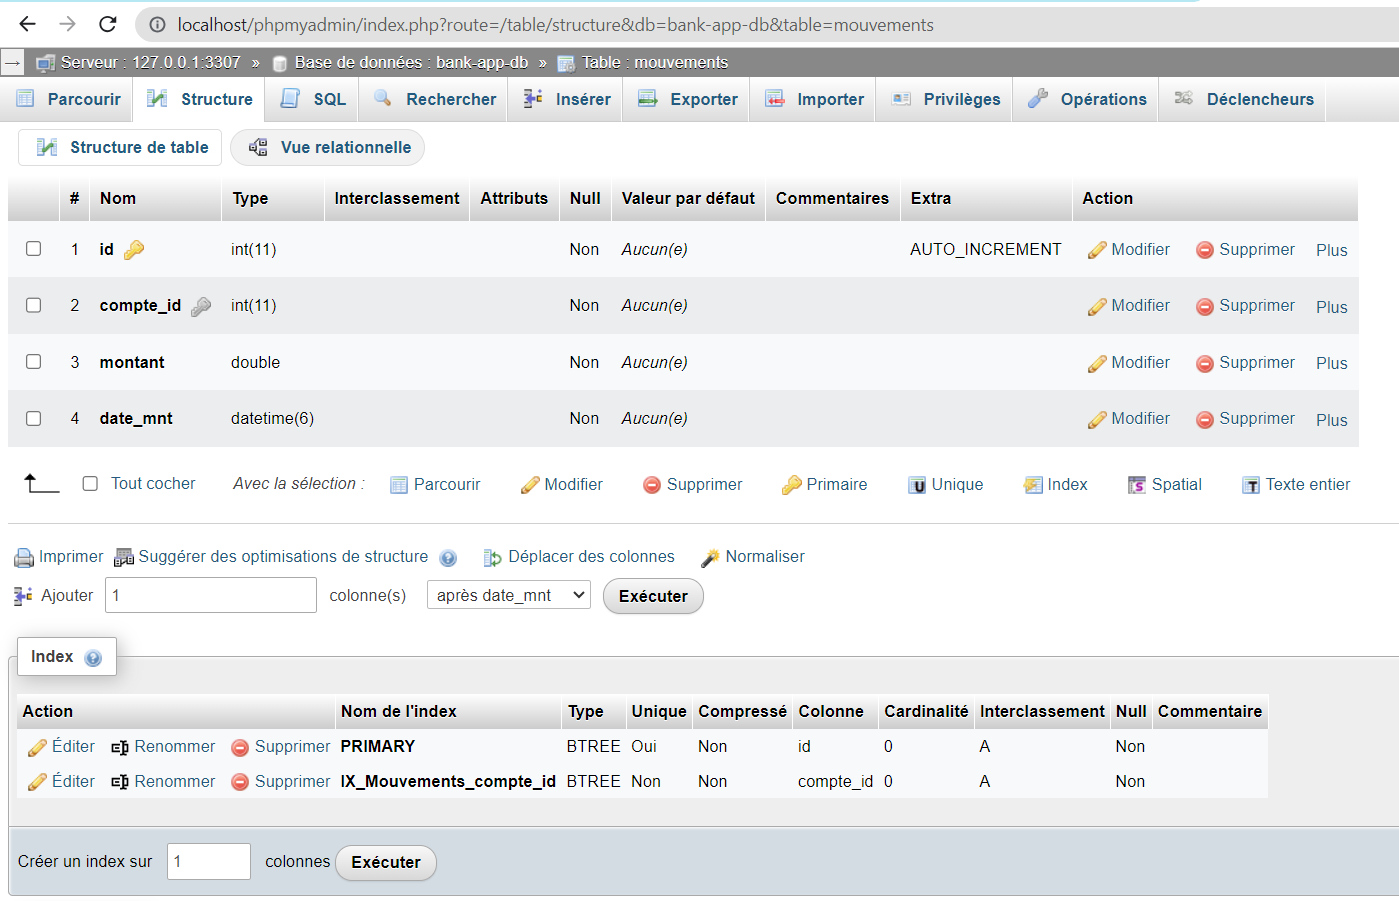 localhost/phpmyadmin/index.php?route=/table/structure&db=bank-app-db&table=mouvements
Serveur : 127.0.0.1:3307 » Base de données : bank-app-db » Table : mouvements
Parcourir Structure SQL Rechercher Insérer Exporter Importer Privilèges Opérations Déclencheurs
Structure de table Vue relationnelle
# Nom Type Interclassement Attributs Null Valeur par défaut Commentaires Extra Action
1 id int(11) Non Aucun(e) AUTO_INCREMENT Modifier Supprimer Plus
2 compte_id int(11) Non Aucun(e) Modifier Supprimer Plus
3 montant double Non Aucun(e) Modifier Supprimer Plus
4 date_mnt datetime(6) Non Aucun(e) Modifier Supprimer Plus
Tout cocher Avec la sélection : Parcourir Modifier Supprimer Primaire Unique Index Spatial Texte entier
Imprimer Suggérer des optimisations de structure Déplacer des colonnes Normaliser
Ajouter 1 colonne(s) après date_mnt Exécuter
Index
Action Nom de l'index Type Unique Compressé Colonne Cardinalité Interclassement Null Commentaire
Éditer Renommer Supprimer PRIMARY BTREE Oui Non id 0 A Non
Éditer Renommer Supprimer IX_Mouvements_compte_id BTREE Non Non compte_id 0 A Non
Créer un index sur 1 colonnes Exécuter